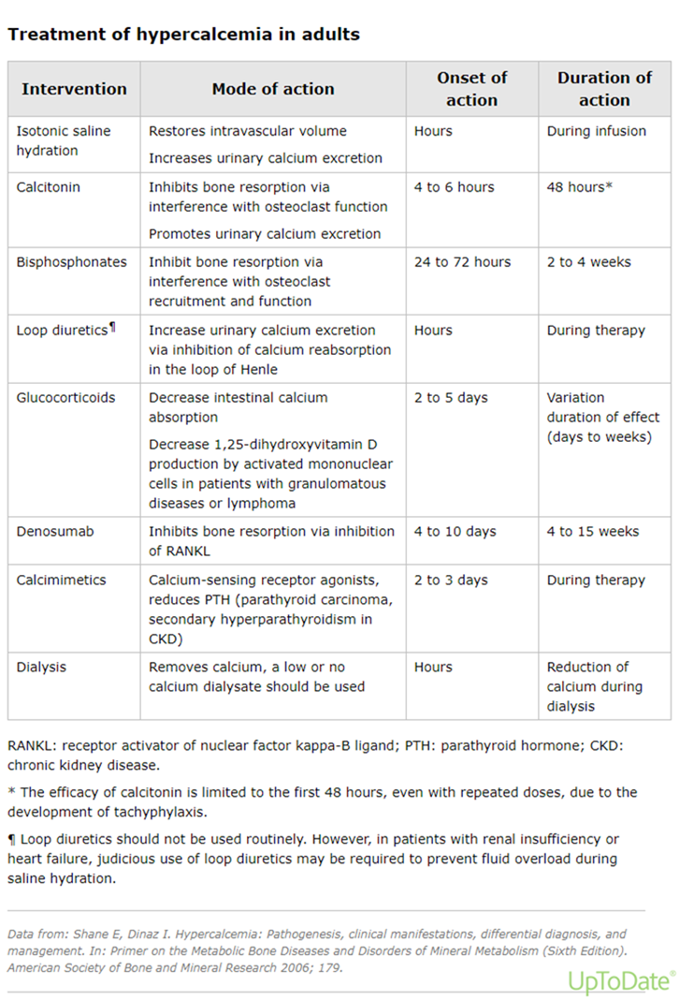 Treatment of hypercalcemia in adults
Intervention
Mode of action
Onset of
action
Duration of
action
Isotonic saline
hydration
Restores intravascular volume
Increases urinary calcium excretion
Hours
During infusion
Calcitonin
Inhibits bone resorption via
interference with osteoclast function
Promotes urinary calcium excretion
4 to 6 hours
48 hours*
Bisphosphonates
Inhibit bone resorption via
interference with osteoclast
recruitment and function
24 to 72 hours
2 to 4 weeks
Loop diuretics¶
Increase urinary calcium excretion
via inhibition of calcium reabsorption
in the loop of Henle
Hours
During therapy
Glucocorticoids
Decrease intestinal calcium
absorption
Decrease 1,25-dihydroxyvitamin D
production by activated mononuclear
cells in patients with granulomatous
diseases or lymphoma
2 to 5 days
Variation
duration of effect
(days to weeks)
Denosumab
Inhibits bone resorption via inhibition
of RANKL
4 to 10 days
4 to 15 weeks
Calcimimetics
Calcium-sensing receptor agonists,
reduces PTH (parathyroid carcinoma,
secondary hyperparathyroidism in
CKD)
2 to 3 days
During therapy
Dialysis
Removes calcium, a low or no
calcium dialysate should be used
Hours
Reduction of
calcium during
dialysis
RANKL: receptor activator of nuclear factor kappa-B ligand; PTH: parathyroid hormone; CKD:
chronic kidney disease.
* The efficacy of calcitonin is limited to the first 48 hours, even with repeated doses, due to the
development of tachyphylaxis.
¶ Loop diuretics should not be used routinely. However, in patients with renal insufficiency or
heart failure, judicious use of loop diuretics may be required to prevent fluid overload during
saline hydration.
Data from: Shane E, Dinaz I. Hypercalcemia: Pathogenesis, clinical manifestations, differential diagnosis, and
management. In: Primer on the Metabolic Bone Diseases and Disorders of Mineral Metabolism (Sixth Edition).
American Society of Bone and Mineral Research 2006; 179.
UpToDate®